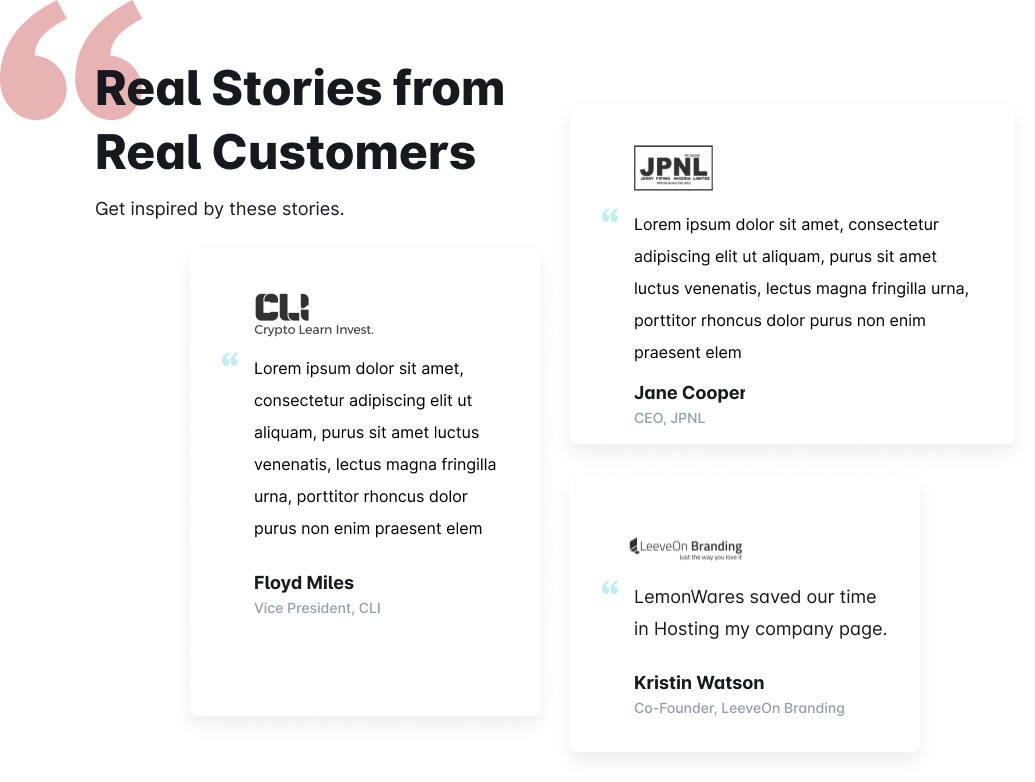 Real Stories from
Real Customers
Get inspired by these stories.
CLI
Crypto Learn Invest.
“
Lorem ipsum dolor sit amet,
consectetur adipiscing elit ut
aliquam, purus sit amet luctus
venenatis, lectus magna fringilla
urna, porttitor rhoncus dolor
purus non enim praesent elem
Floyd Miles
Vice President, CLI
JPNL
JERRY PIPING NIGERIA LIMITED
“
Lorem ipsum dolor sit amet, consectetur
adipiscing elit ut aliquam, purus sit amet
luctus venenatis, lectus magna fringilla urna,
porttitor rhoncus dolor purus non enim
praesent elem
Jane Cooper
CEO, JPNL
LeeveOn Branding
Just the way you love it
“
LemonWares saved our time
in Hosting my company page.
Kristin Watson
Co-Founder, LeeveOn Branding